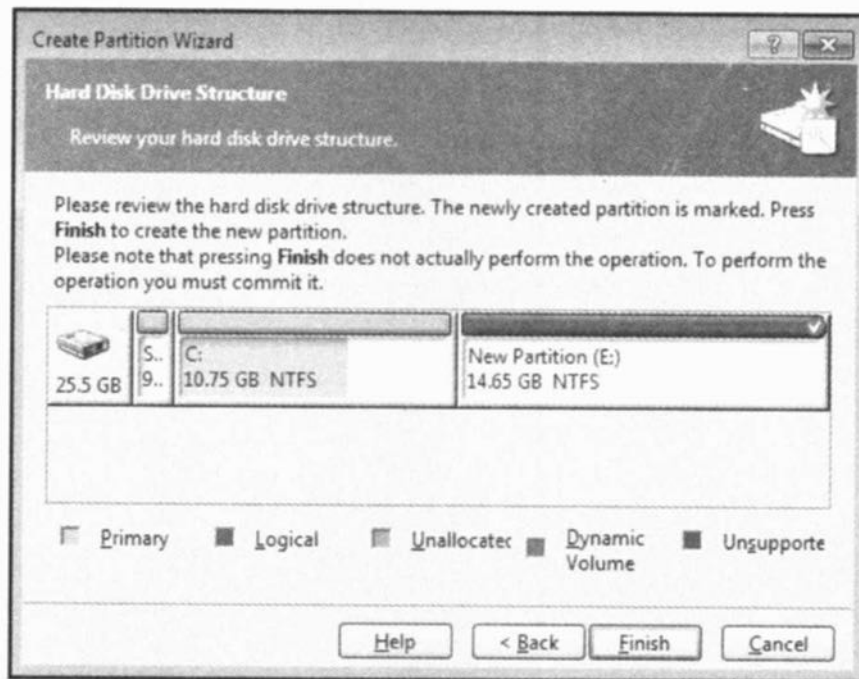 Create Partition Wizard
Hard Disk Drive Structure
Review your hard disk drive structure.
Please review the hard disk drive structure. The newly created partition is marked. Press
Finish to create the new partition.
Please note that pressing Finish does not actually perform the operation. To perform the
operation you must commit it.
25.5 GB
S..
9..
C:
10.75 GB NTFS
New Partition (E:)
14.65 GB NTFS
Primary
Logical
Unallocatec
Dynamic
Volume
Unsupporte
Help
< Back
Finish
Cancel